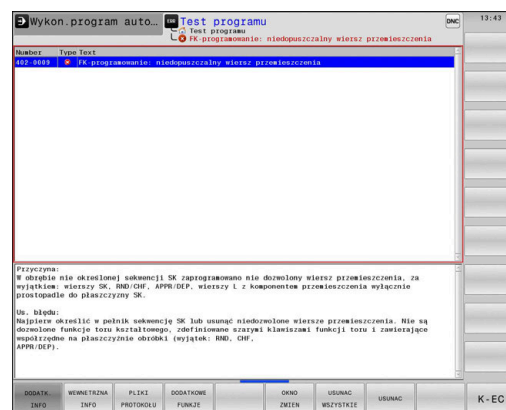 Wykon.program auto...
Test programu
DNC
13:43
Test programu
FK-programowanie: niedopuszczalny wiersz przemieszczenia
Number Type Text
402-0009 FK-programowanie: niedopuszczalny wiersz przemieszczenia
Przyczyna:
W obrębie nie określonej sekwencji SK zaprogramowano nie dozwolony wiersz przemieszczenia, za
wyjątkiem: wierszy SK, RND/CHF, APPR/DEP, wierszy L z komponentem przemieszczenia wyłącznie
prostopadle do płaszczyzny SK.
Us. błędu:
Najpierw określić w pełnik sekwencję SK lub usunąć niedozwolone wiersze przemieszczenia. Nie są
dozwolone funkcje toru kształtowego, zdefiniowane szarymi klawiszami funkcji toru i zawierające
współrzędne na płaszczyźnie obróbki (wyjątek: RND, CHF,
APPR/DEP).
DODATK. INFO
WEWNETRZNA INFO
PLIKI PROTOKOŁU
DODATKOWE FUNKJE
OKNO ZMIEN
USUNAC WSZYSTKIE
USUNAC
K-EC